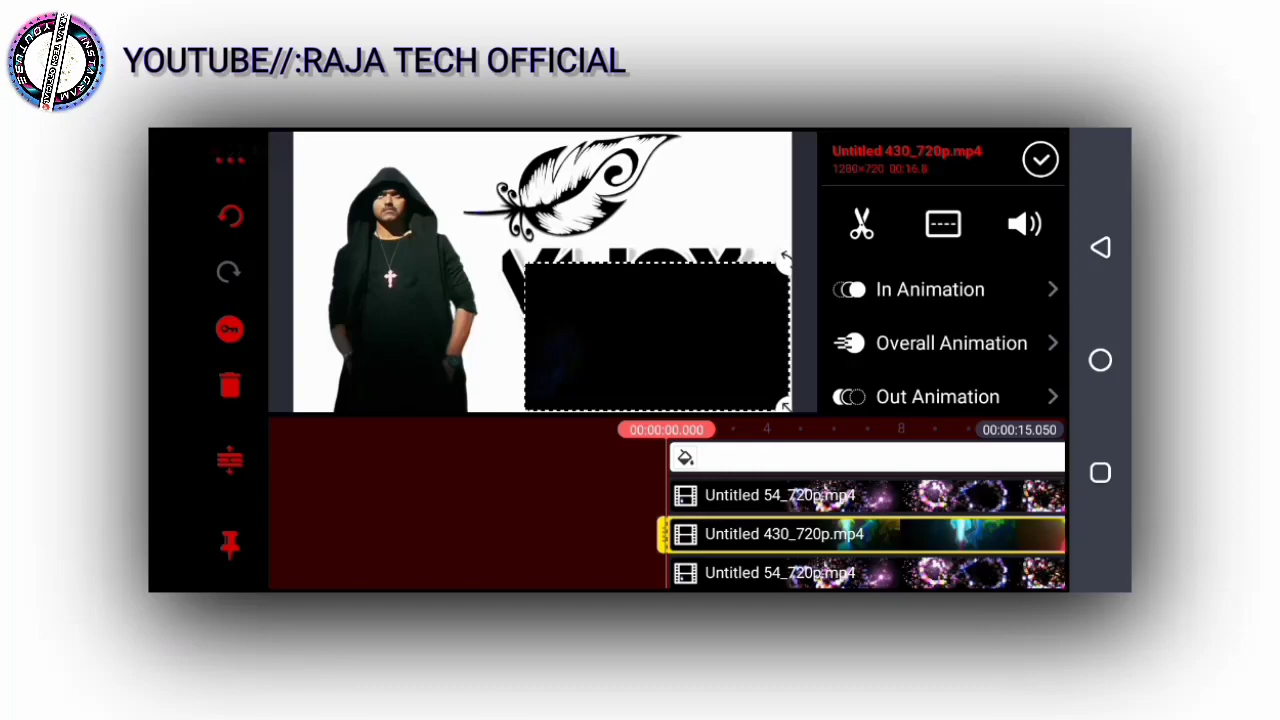 YOUTUBE//:RAJA TECH OFFICIAL
Untitled 430_720p.mp4
1280×720 00:16.8
In Animation
Overall Animation
Out Animation
00:00:00.000
4
8
00:00:15.050
Untitled 54_720p.mp4
Untitled 430_720p.mp4
Untitled 54_720p.mp4